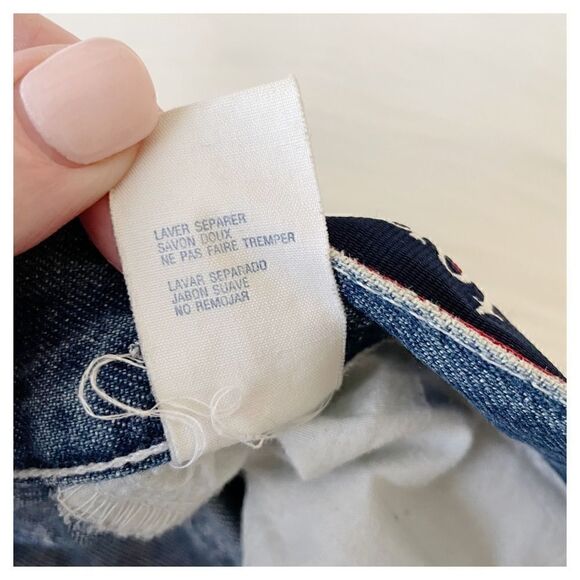 LAVER SEPARER
SAVON DOUX
NE PAS FAIRE TREMPER
LAVAR SEPARADO
JABON SUAVE
NO REMOJAR